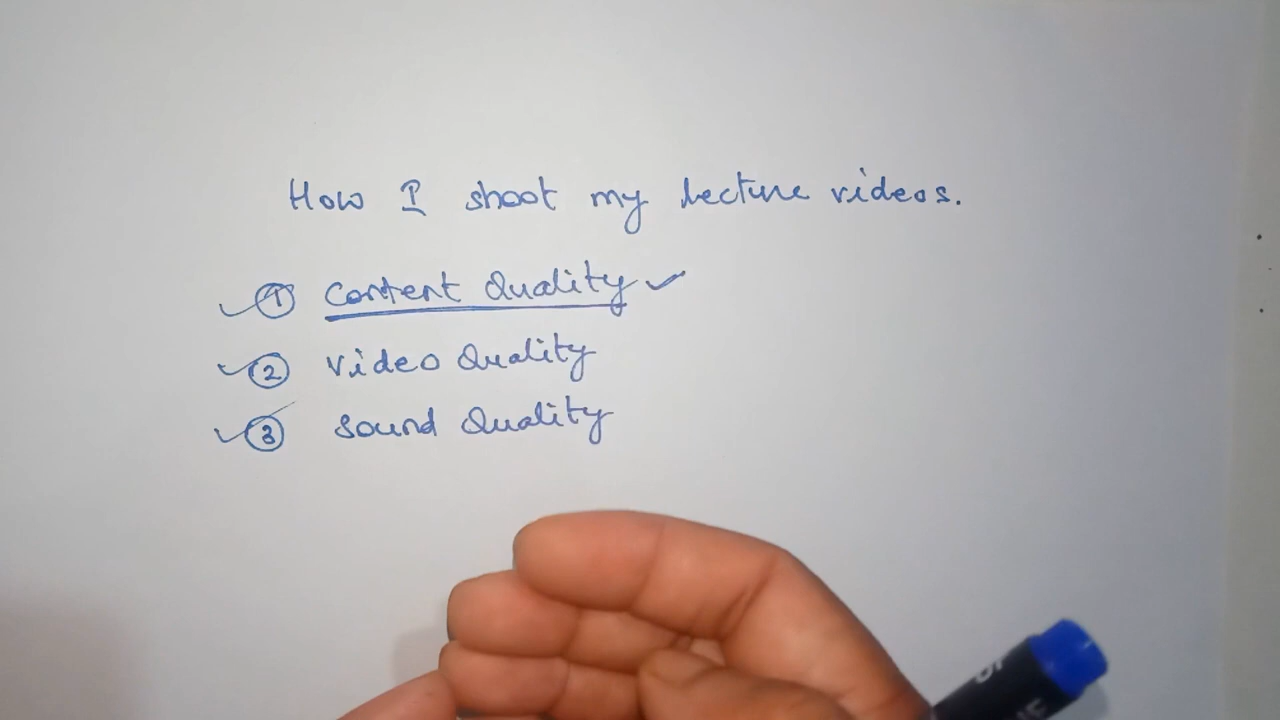 How I shoot my lecture videos.
① Content Quality
② Video Quality
③ Sound Quality